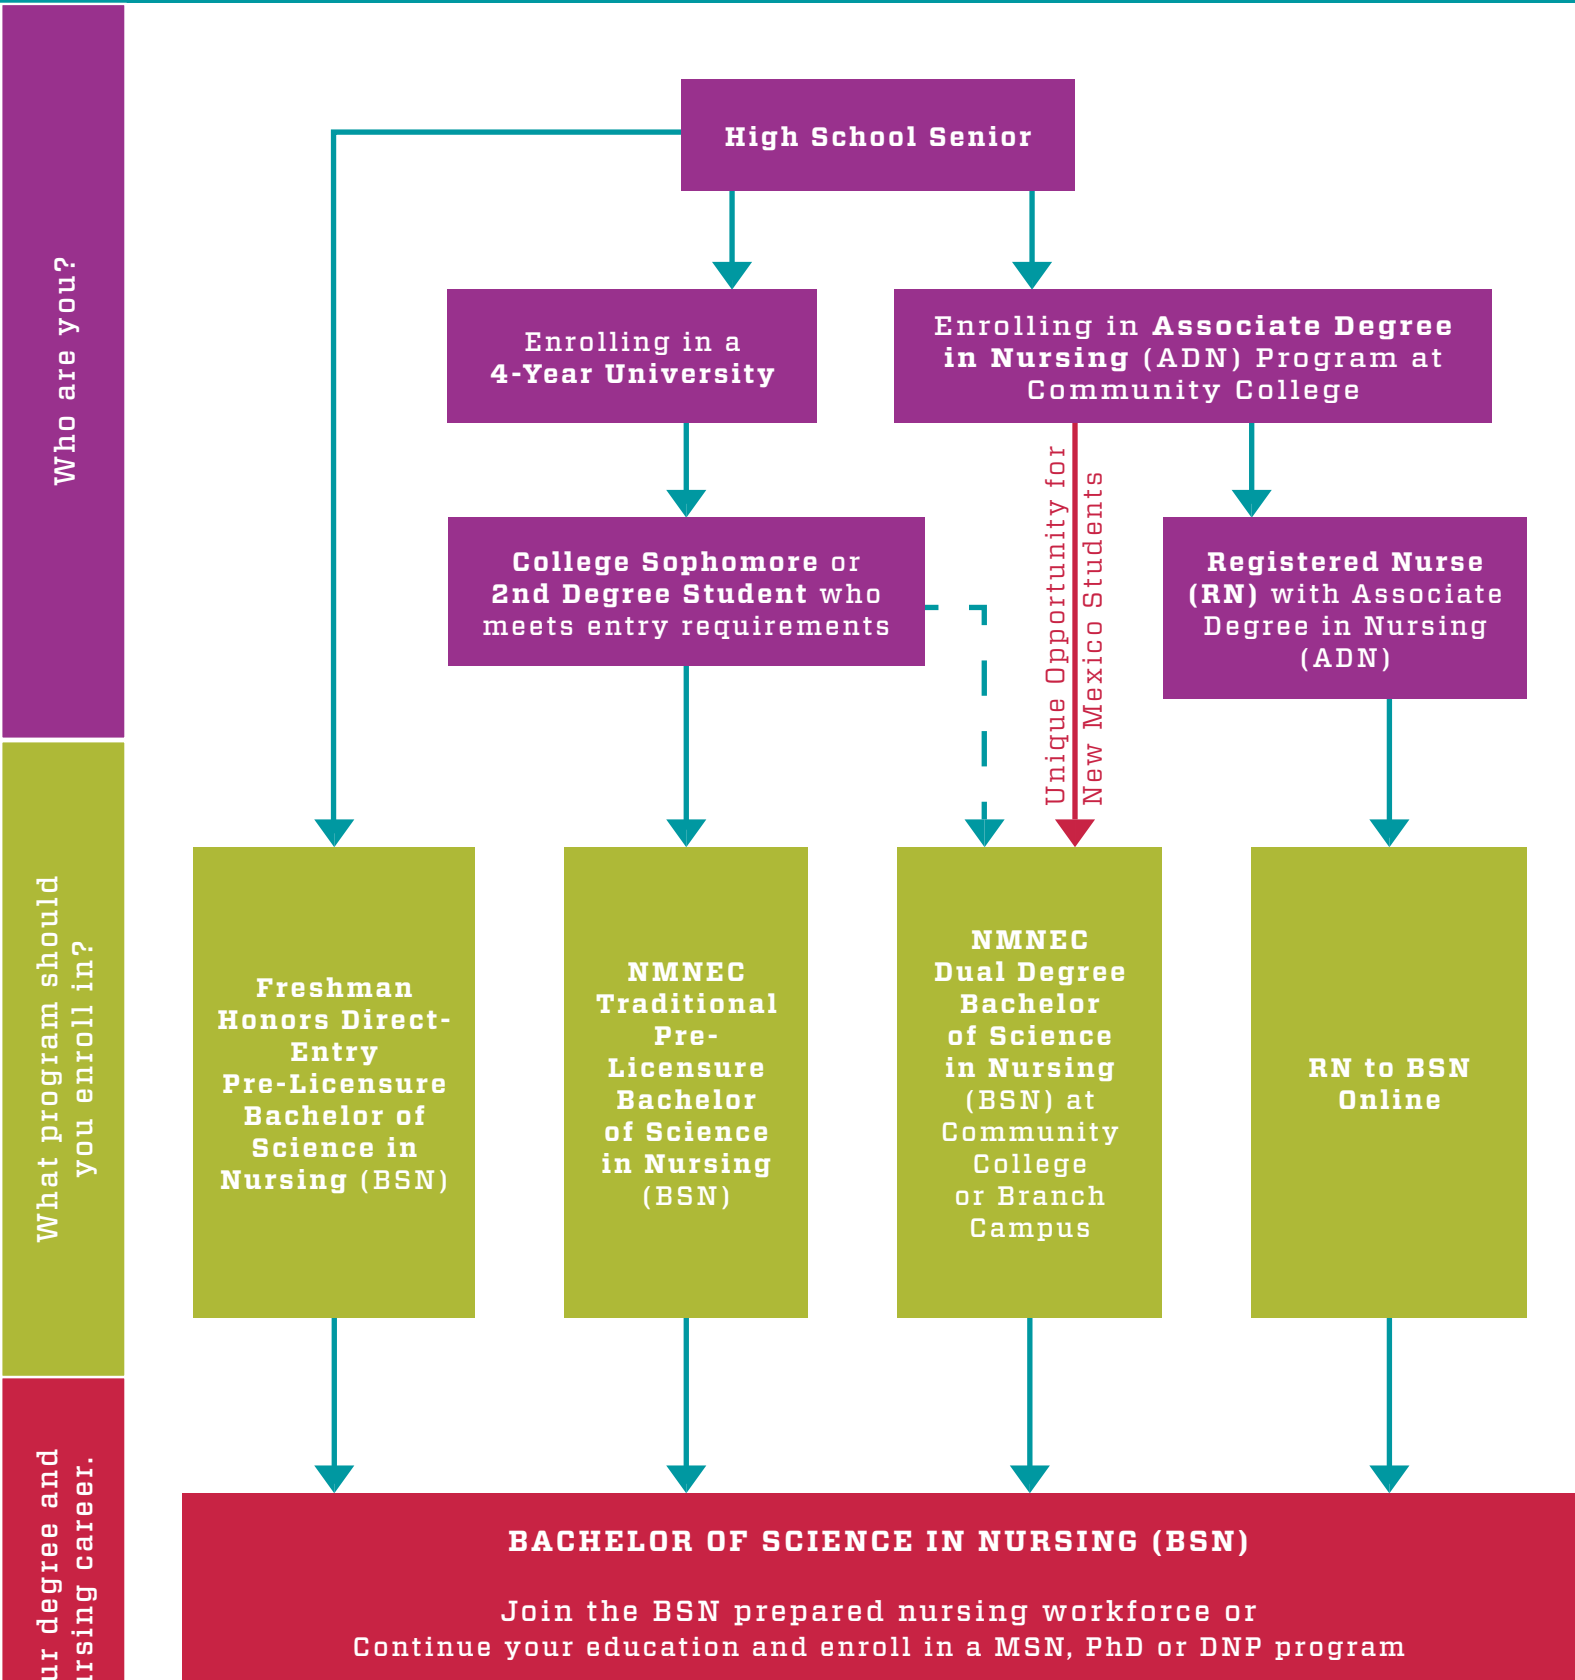 Who are you?
High School Senior
Enrolling in a
4-Year University
Enrolling in Associate Degree
in Nursing (ADN) Program at
Community College
College Sophomore or
2nd Degree Student who
meets entry requirements
Unique Opportunity for
New Mexico Students
Registered Nurse
(RN) with Associate
Degree in Nursing
(ADN)
What program should
you enroll in?
Freshman
Honors Direct-
Entry
Pre-Licensure
Bachelor of
Science in
Nursing (BSN)
NMNEC
Traditional
Pre-
Licensure
Bachelor
of Science
in Nursing
(BSN)
NMNEC
Dual Degree
Bachelor
of Science
in Nursing
(BSN) at
Community
College
or Branch
Campus
RN to BSN
Online
degree and
career.
BACHELOR OF SCIENCE IN NURSING (BSN)
Join the BSN prepared nursing workforce or
Continue your education and enroll in a MSN, PhD or DNP program